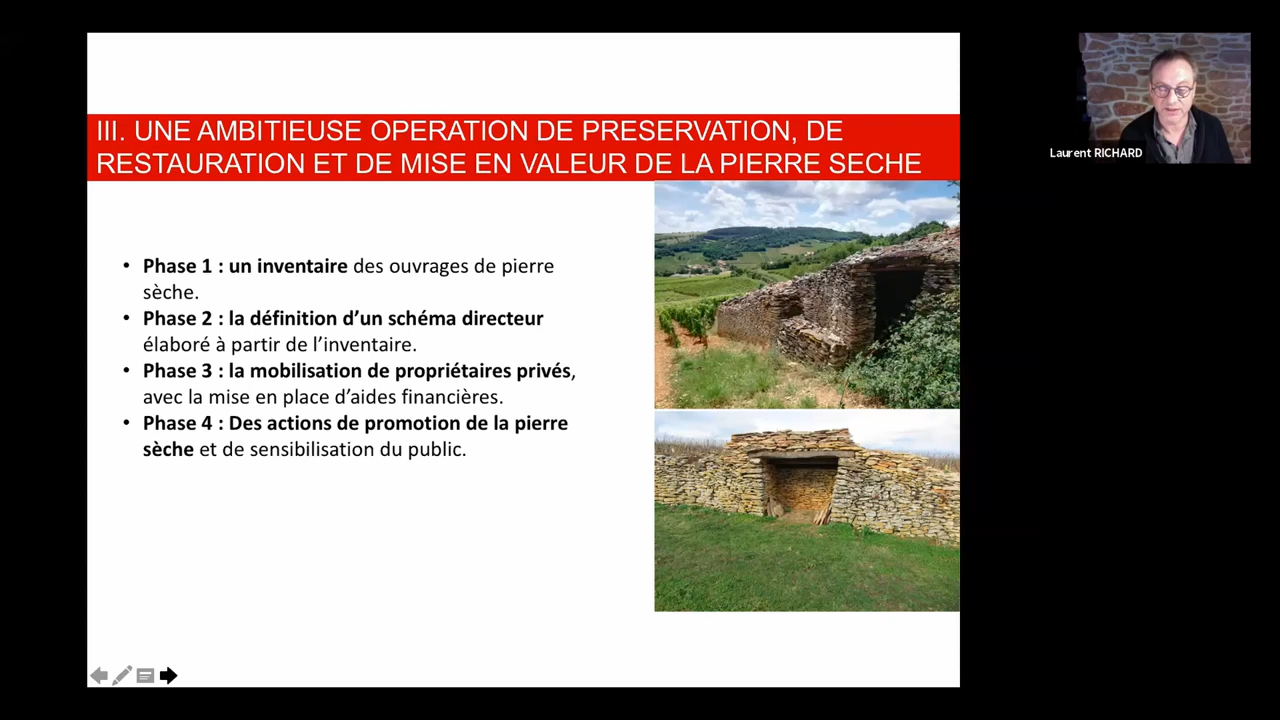 III. UNE AMBITIEUSE OPERATION DE PRESERVATION, DE
RESTAURATION ET DE MISE EN VALEUR DE LA PIERRE SECHE
Laurent RICHARD
• Phase 1 : un inventaire des ouvrages de pierre
sèche.
• Phase 2 : la définition d’un schéma directeur
élaboré à partir de l’inventaire.
• Phase 3 : la mobilisation de propriétaires privés,
avec la mise en place d’aides financières.
• Phase 4 : Des actions de promotion de la pierre
sèche et de sensibilisation du public.